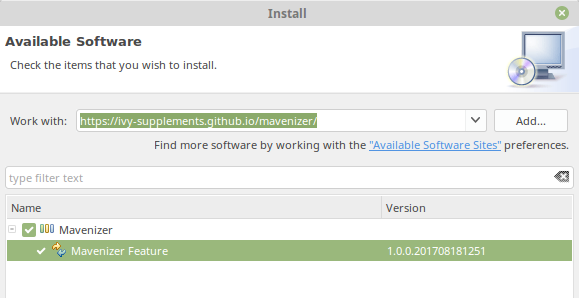 Install
Available Software
Check the items that you wish to install.
Work with: https://ivy-supplements.github.io/mavenizer/ Add...
Find more software by working with the "Available Software Sites" preferences.
type filter text
Name Version
Mavenizer
Mavenizer Feature 1.0.0.201708181251